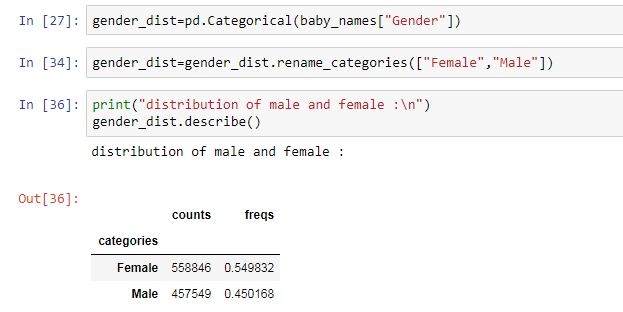 In [27]: gender_dist=pd.Categorical(baby_names["Gender"])
In [34]: gender_dist=gender_dist.rename_categories(["Female","Male"])
In [36]: print("distribution of male and female :\n")
gender_dist.describe()
distribution of male and female :
Out[36]:
counts freqs
categories
Female 558846 0.549832
Male 457549 0.450168